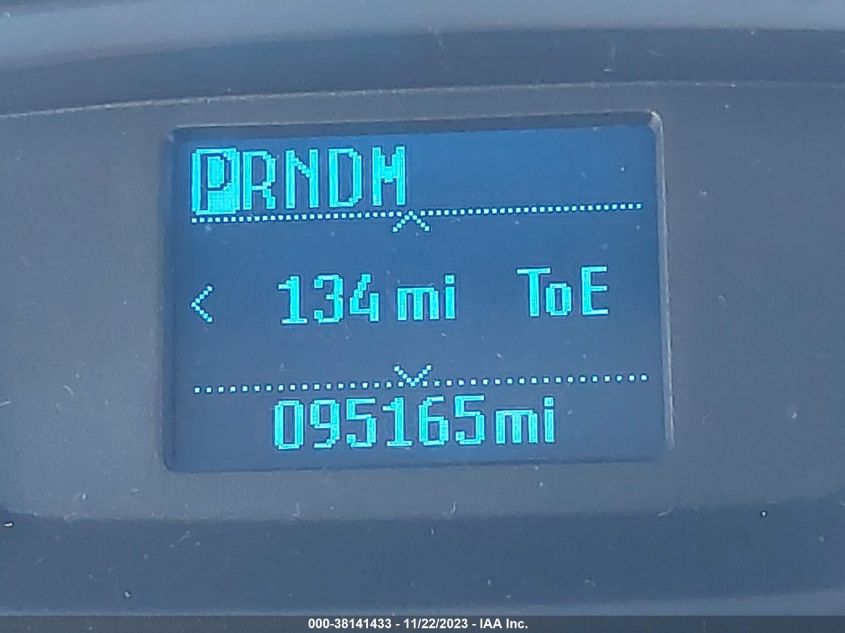 PRNDM
134 mi ToE
095165mi
000-38141433 - 11/22/2023 - IAA Inc.